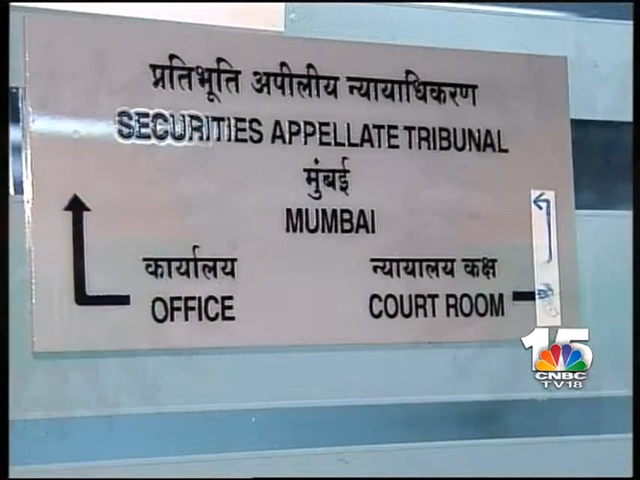 प्रतिभूति अपीलीय न्यायाधिकरण
SECURITIES APPELLATE TRIBUNAL
मुंबई
MUMBAI
कार्यालय
OFFICE
न्यायालय कक्ष
COURT ROOM
15
CNBC
TV18